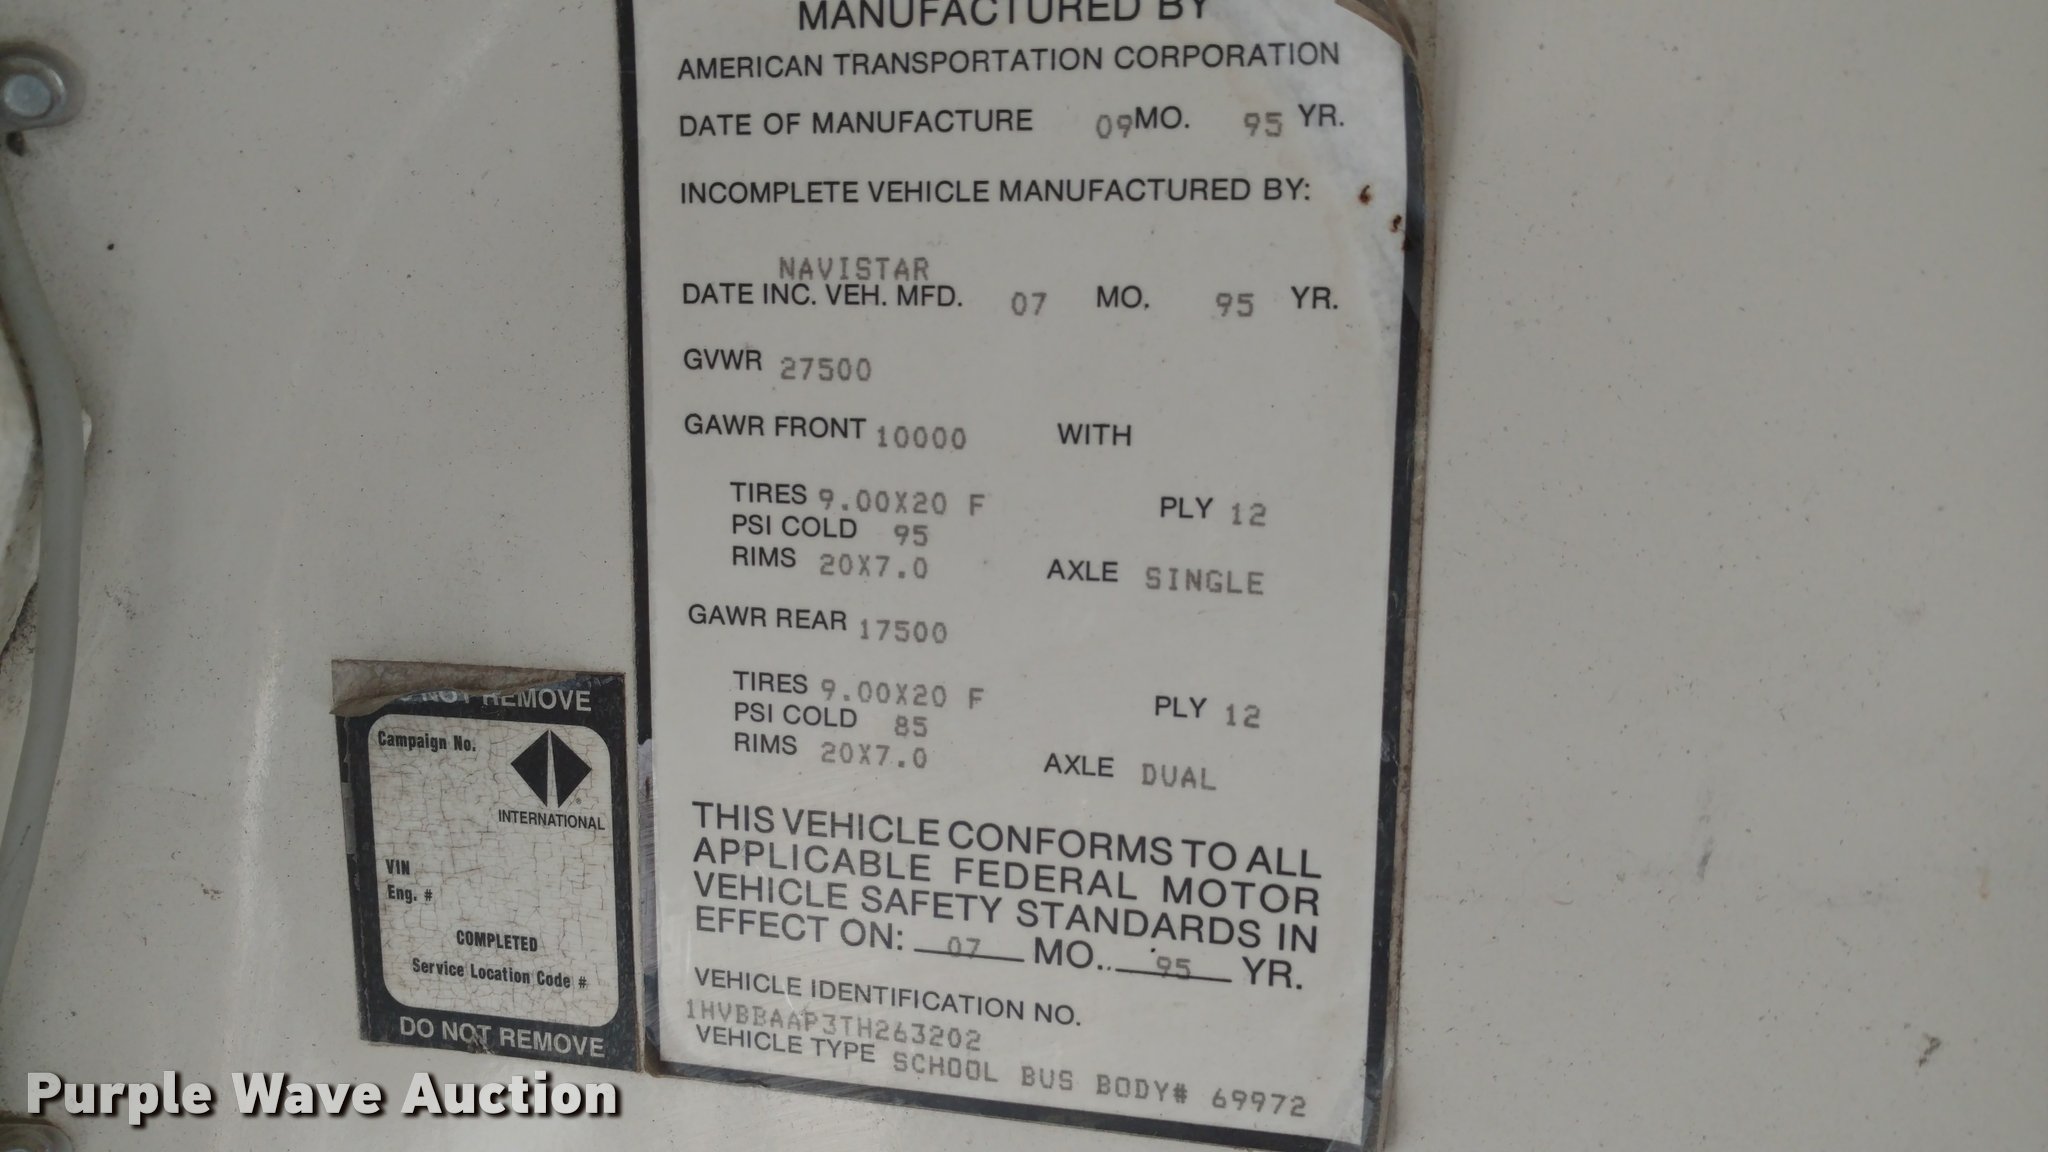 MANUFACTURED BY
AMERICAN TRANSPORTATION CORPORATION
DATE OF MANUFACTURE 09 MO. 95 YR.
INCOMPLETE VEHICLE MANUFACTURED BY:
NAVISTAR
DATE INC. VEH. MFD. 07 MO. 95 YR.
GVWR 27500
GAWR FRONT 10000 WITH
TIRES 9.00X20 F PLY 12
PSI COLD 95
RIMS 20X7.0 AXLE SINGLE
GAWR REAR 17500
TIRES 9.00X20 F PLY 12
PSI COLD 85
RIMS 20X7.0 AXLE DUAL
THIS VEHICLE CONFORMS TO ALL
APPLICABLE FEDERAL MOTOR
VEHICLE SAFETY STANDARDS IN
EFFECT ON: 07 MO.. 95 YR.
VEHICLE IDENTIFICATION NO.
1HVBBAAP3TH263202
VEHICLE TYPE SCHOOL BUS BODY# 69972
NOT REMOVE
Campaign No.
INTERNATIONAL
VIN
Eng. #
COMPLETED
Service Location Code #
DO NOT REMOVE
Purple Wave Auction